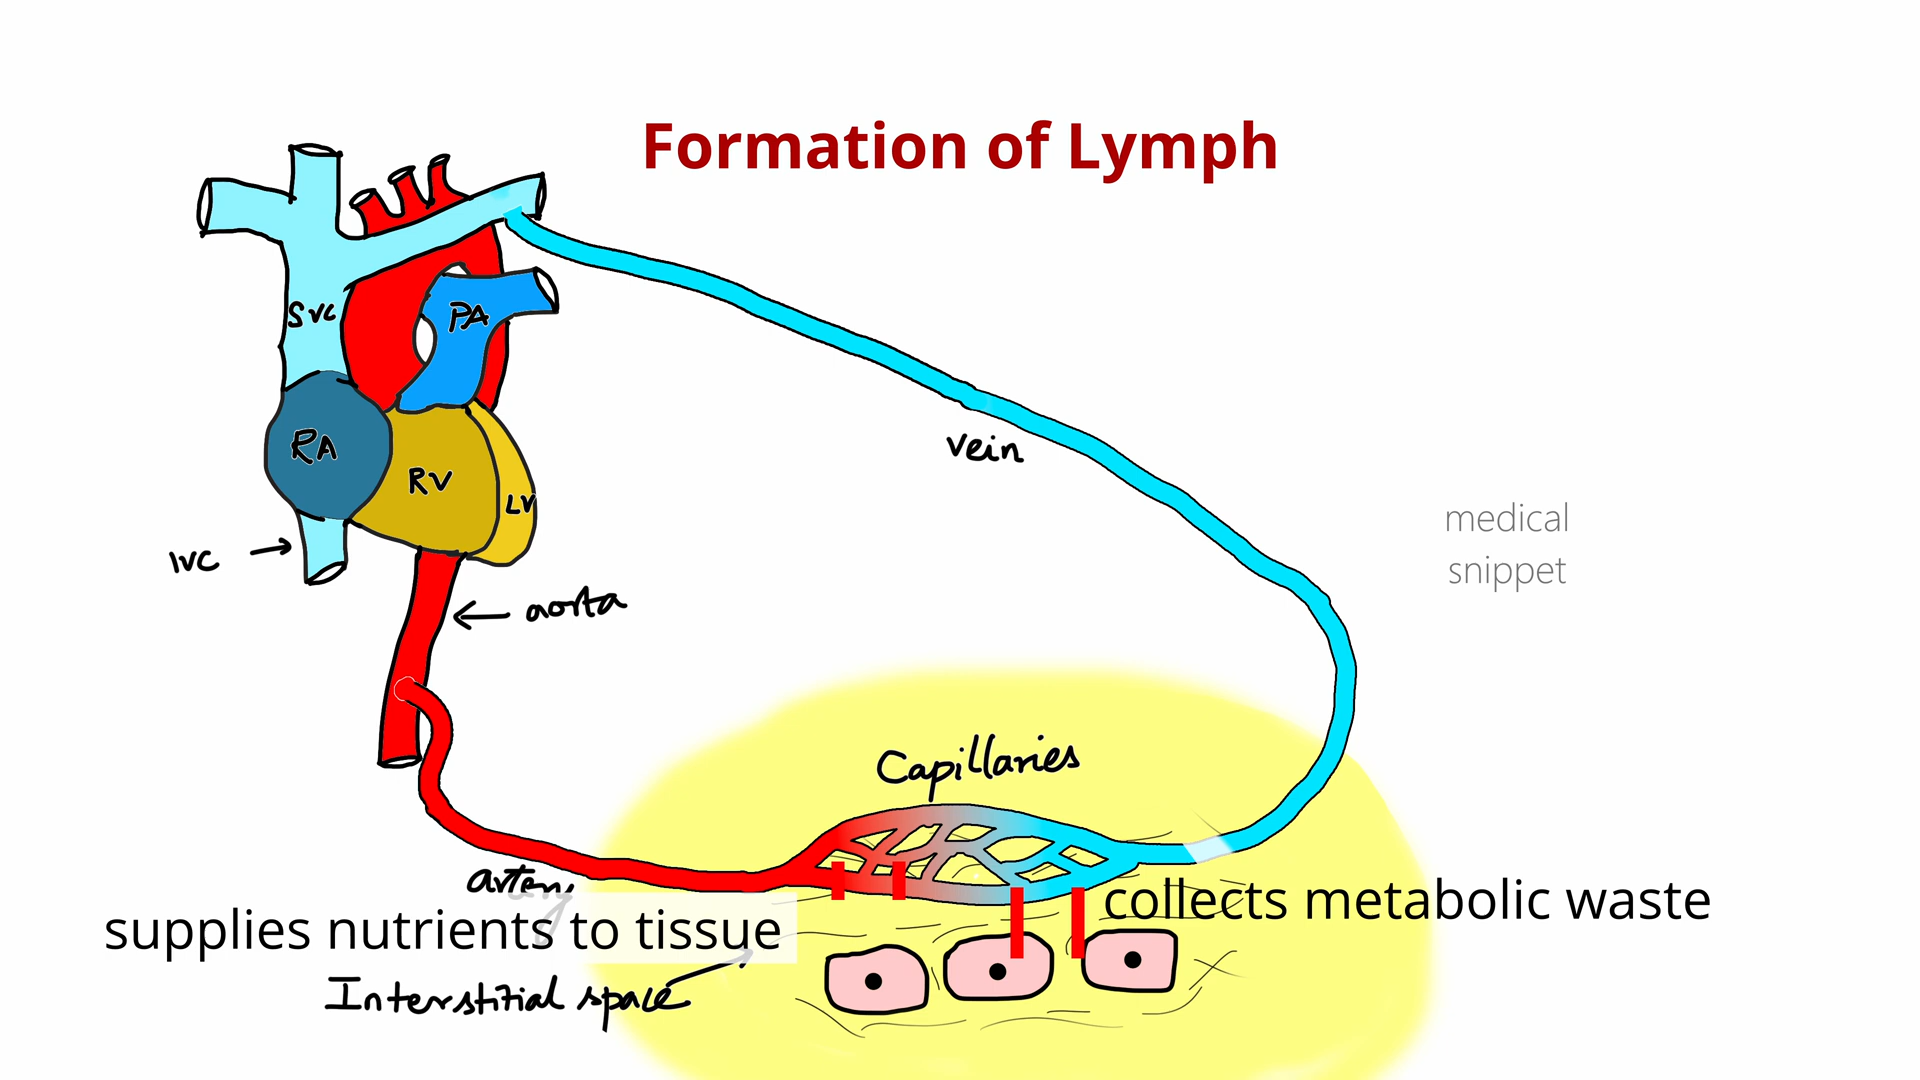 Formation of Lymph
SVC
PA
RA
RV
LV
IVC
aorta
vein
medical
snippet
Capillaries
artery
collects metabolic waste
supplies nutrients to tissue
Interstitial space